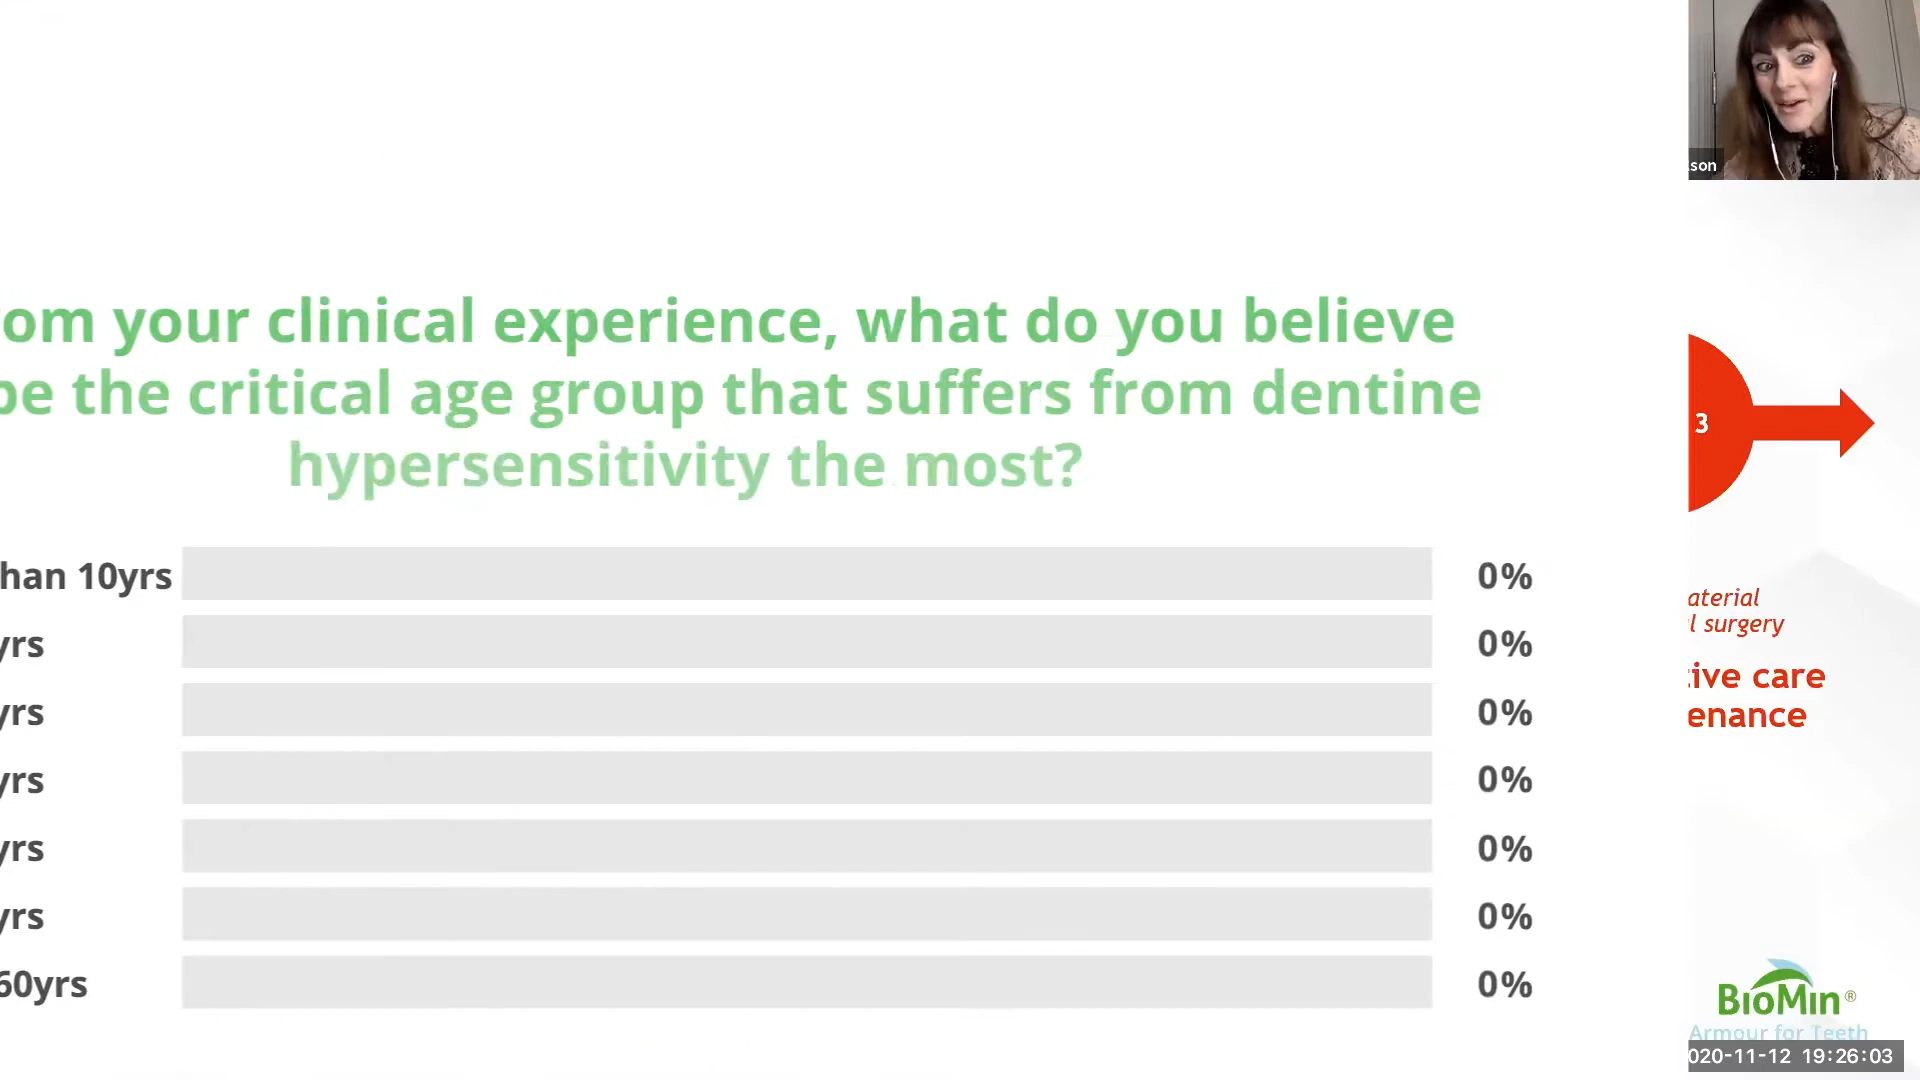 om your clinical experience, what do you believe
be the critical age group that suffers from dentine
hypersensitivity the most?
han 10yrs 0%
yrs 0%
yrs 0%
yrs 0%
yrs 0%
yrs 0%
60yrs 0%
son
3
aterial
l surgery
tive care
enance
BioMin®
Armour for Teeth
020-11-12 19:26:03